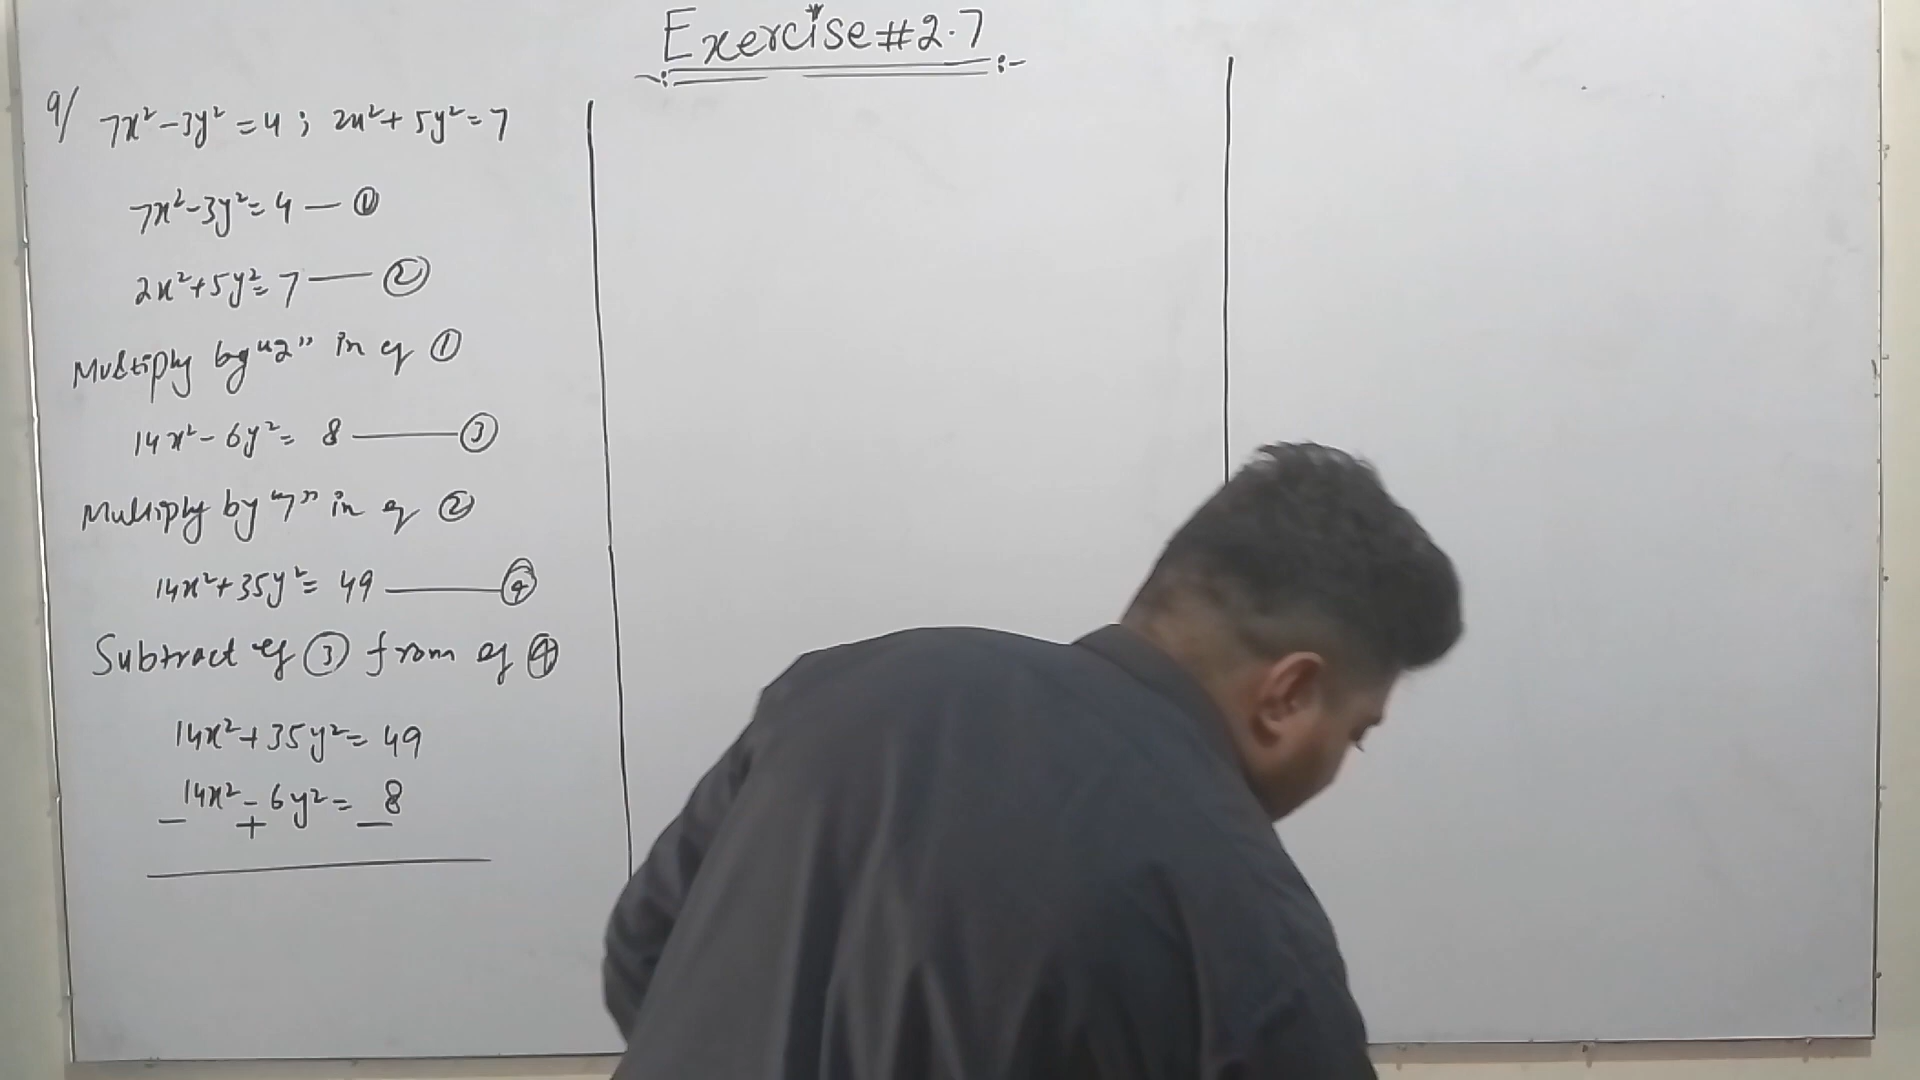 Exercise#2.7
9/ 7x²-3y²=4; 2x²+5y²=7
7x²-3y²=4 — ①
2x²+5y²=7 — ②
Multiply by "2" in eq ①
14x²-6y²= 8 — ③
Multiply by "7" in eq ②
14x²+35y²= 49 — ④
Subtract eq ③ from eq ④
14x²+35y²= 49
14x²-6y²= 8
— + —